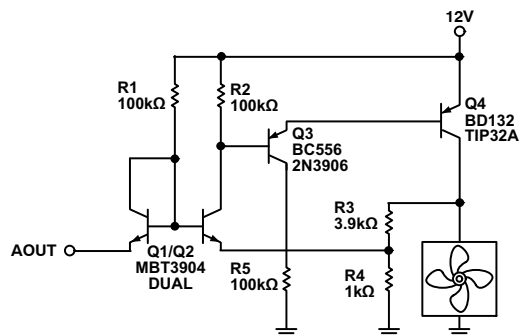 12V
R1
100kΩ
R2
100kΩ
Q3
BC556
2N3906
Q4
BD132
TIP32A
AOUT
Q1/Q2
MBT3904
DUAL
R3
3.9kΩ
R5
100kΩ
R4
1kΩ